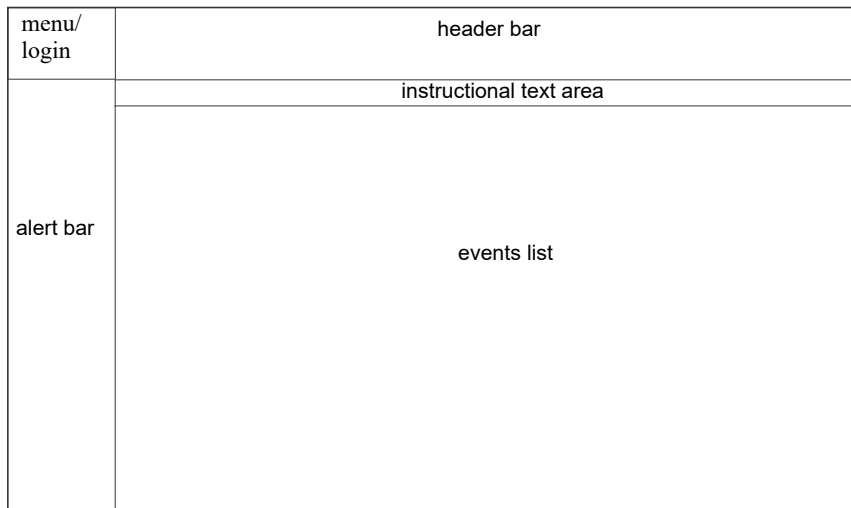 menu/
login
header bar
instructional text area
alert bar
events list